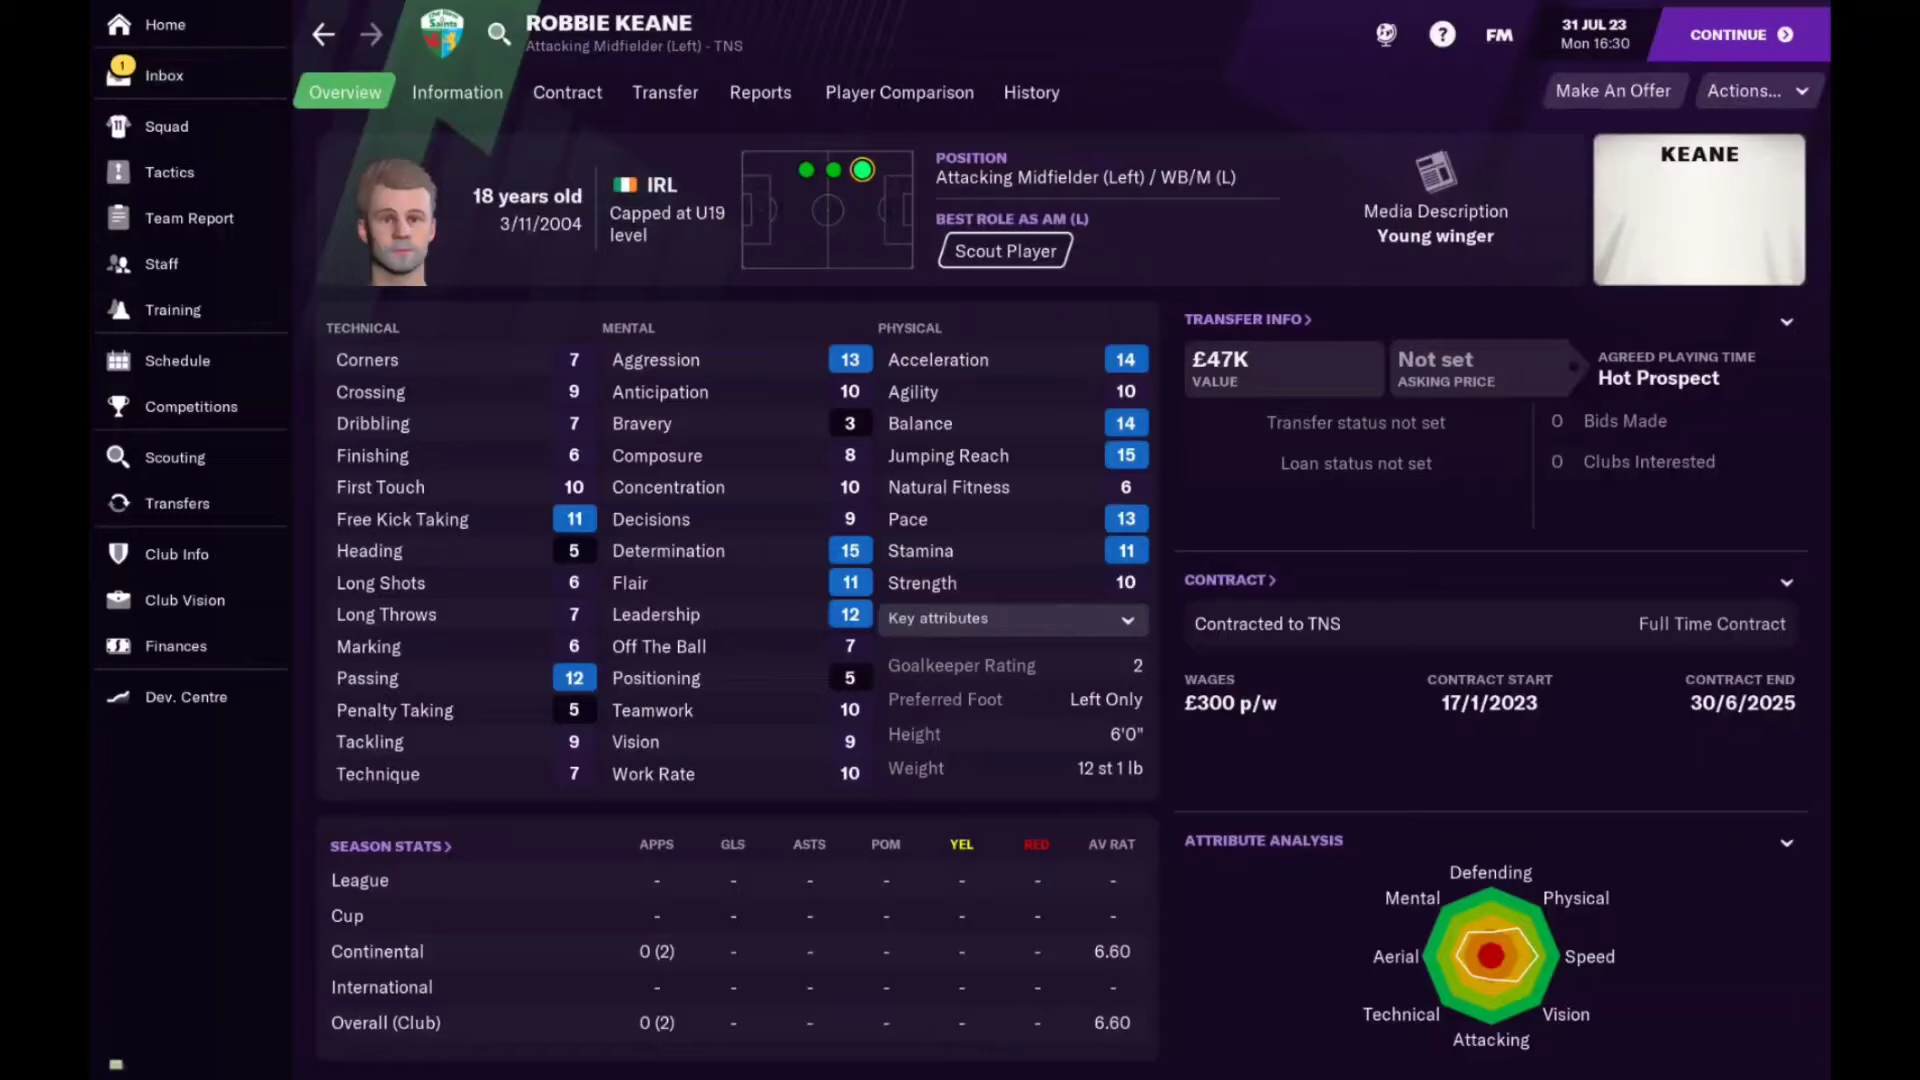 Home
1
Inbox
11
Squad
Tactics
Team Report
Staff
Training
Schedule
Competitions
Scouting
Transfers
Club Info
Club Vision
Finances
Dev. Centre
ROBBIE KEANE
Attacking Midfielder (Left) - TNS
?
FM
31 JUL 23
Mon 16:30
CONTINUE
Overview
Information
Contract
Transfer
Reports
Player Comparison
History
Make An Offer
Actions...
18 years old
3/11/2004
IRL
Capped at U19
level
POSITION
Attacking Midfielder (Left) / WB/M (L)
BEST ROLE AS AM (L)
Scout Player
Media Description
Young winger
KEANE
TECHNICAL MENTAL PHYSICAL
Corners 7 Aggression 13 Acceleration 14
Crossing 9 Anticipation 10 Agility 10
Dribbling 7 Bravery 3 Balance 14
Finishing 6 Composure 8 Jumping Reach 15
First Touch 10 Concentration 10 Natural Fitness 6
Free Kick Taking 11 Decisions 9 Pace 13
Heading 5 Determination 15 Stamina 11
Long Shots 6 Flair 11 Strength 10
Long Throws 7 Leadership 12 Key attributes
Marking 6 Off The Ball 7
Goalkeeper Rating 2
Passing 12 Positioning 5
Preferred Foot Left Only
Penalty Taking 5 Teamwork 10
Height 6'0"
Tackling 9 Vision 9
Weight 12 st 1 lb
Technique 7 Work Rate 10
TRANSFER INFO >
£47K
VALUE
Not set
ASKING PRICE
AGREED PLAYING TIME
Hot Prospect
Transfer status not set
0 Bids Made
Loan status not set
0 Clubs Interested
CONTRACT >
Contracted to TNS Full Time Contract
WAGES CONTRACT START CONTRACT END
£300 p/w 17/1/2023 30/6/2025
SEASON STATS > APPS GLS ASTS POM YEL RED AV RAT
League - - - - - - -
Cup - - - - - - -
Continental 0 (2) - - - - - 6.60
International - - - - - - -
Overall (Club) 0 (2) - - - - - 6.60
ATTRIBUTE ANALYSIS
Defending
Mental Physical
Aerial Speed
Technical Vision
Attacking